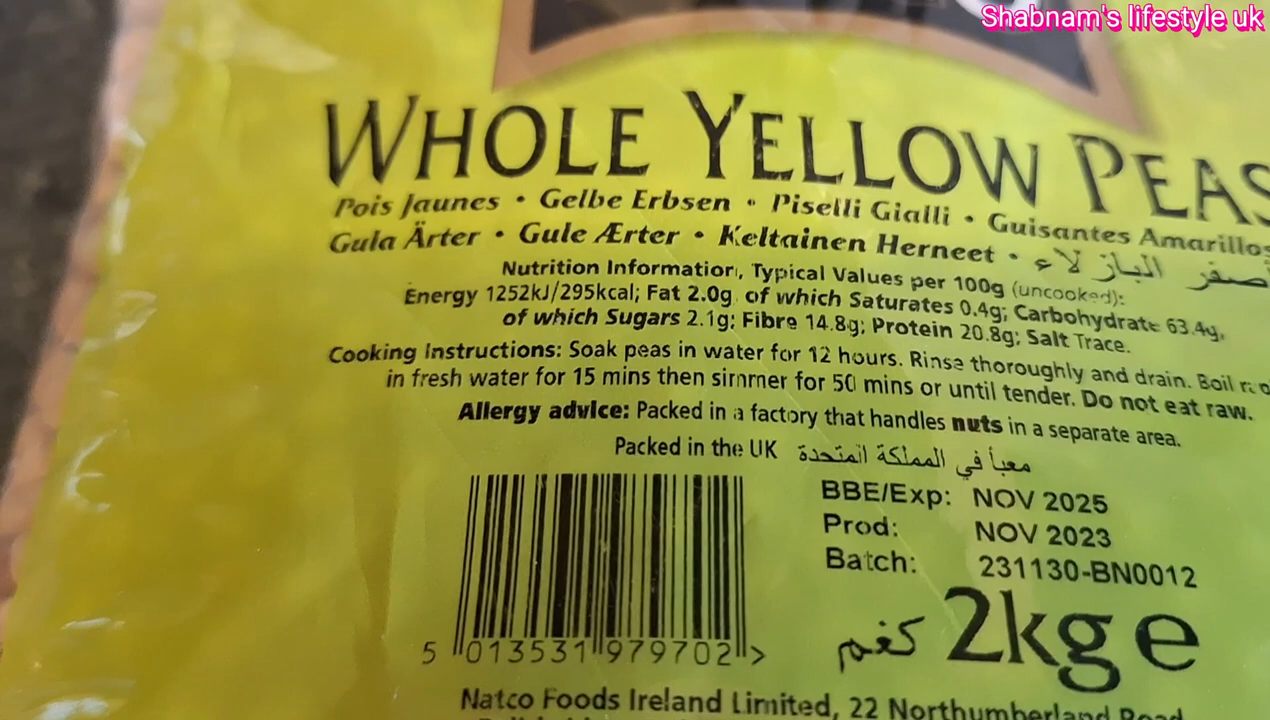 Shabnam's lifestyle uk
WHOLE YELLOW PEAS
Pois Jaunes • Gelbe Erbsen • Piselli Gialli • Guisantes Amarillos
Gula Ärter • Gule Ærter • Keltainen Herneet • البازلاء الصفر
Nutrition Information, Typical Values per 100g (uncooked):
Energy 1252kJ/295kcal; Fat 2.0g of which Saturates 0.4g; Carbohydrate 63.4g,
of which Sugars 2.1g; Fibre 14.8g; Protein 20.8g; Salt Trace.
Cooking Instructions: Soak peas in water for 12 hours. Rinse thoroughly and drain. Boil
in fresh water for 15 mins then simmer for 50 mins or until tender. Do not eat raw.
Allergy advice: Packed in a factory that handles nuts in a separate area.
Packed in the UK معبأ في المملكة المتحدة
BBE/Exp: NOV 2025
Prod: NOV 2023
Batch: 231130-BN0012
كغم 2kg e
5 013531 979702 >
Natco Foods Ireland Limited, 22 Northumberland Road